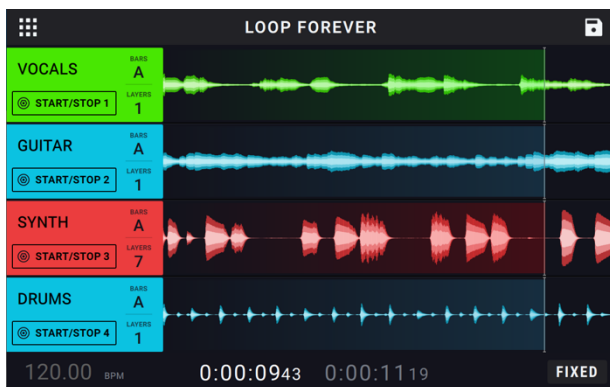 LOOP FOREVER
VOCALS
BARS
A
START/STOP 1
LAYERS
1
GUITAR
BARS
A
START/STOP 2
LAYERS
1
SYNTH
BARS
A
START/STOP 3
LAYERS
7
DRUMS
BARS
A
START/STOP 4
LAYERS
1
120.00 BPM 0:00:0943 0:00:1119 FIXED